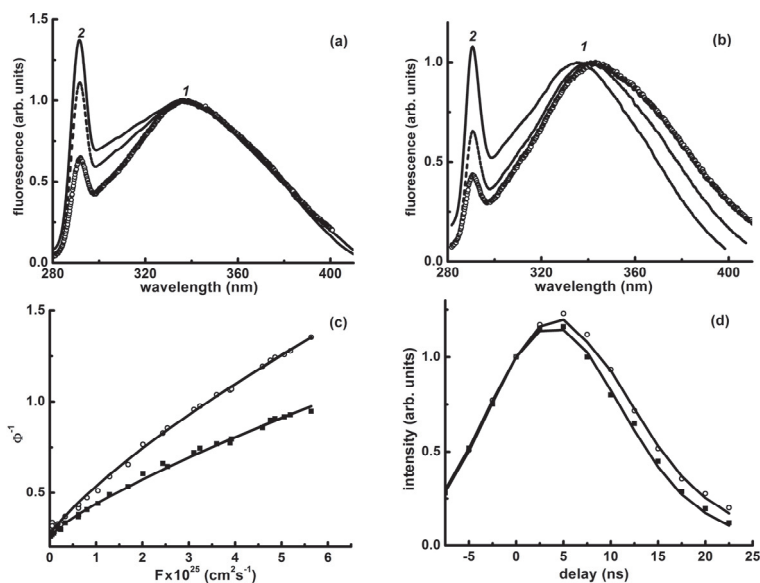 (a)
2
1
fluorescence (arb. units)
1.5
1.0
0.5
0.0
280 320 360 400
wavelength (nm)
(b)
2
1
fluorescence (arb. units)
1.0
0.5
0.0
280 320 360 400
wavelength (nm)
(c)
Φ-1
1.5
1.0
0.5
0 1 2 3 4 5 6
Fx1025 (cm2s-1)
(d)
intensity (arb. units)
1.0
0.5
0.0
-5 0 5 10 15 20 25
delay (ns)